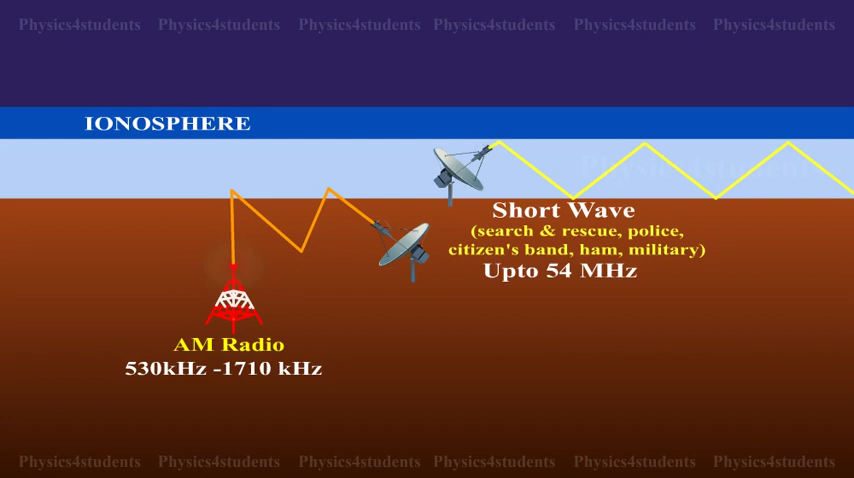 Physics4students Physics4students Physics4students Physics4students Physics4students Physics4students
IONOSPHERE
Physics4students
Short Wave
(search & rescue, police,
citizen's band, ham, military)
Upto 54 MHz
AM Radio
530kHz -1710 kHz
Physics4students Physics4students Physics4students Physics4students Physics4students Physics4students